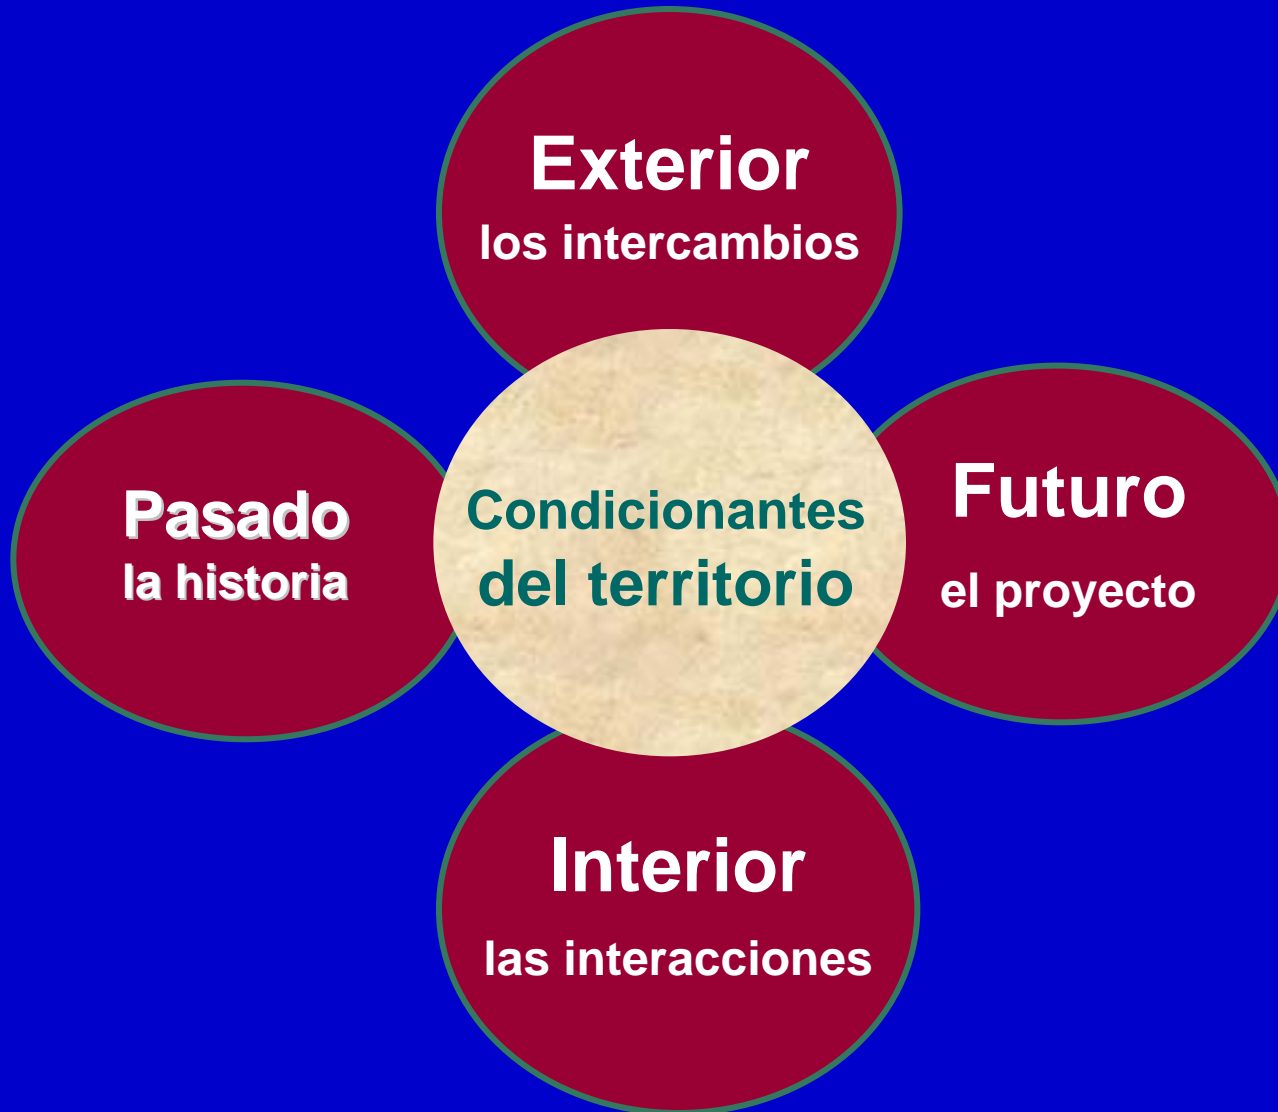 Exterior
los intercambios
Pasado
la historia
Condicionantes
del territorio
Futuro
el proyecto
Interior
las interacciones